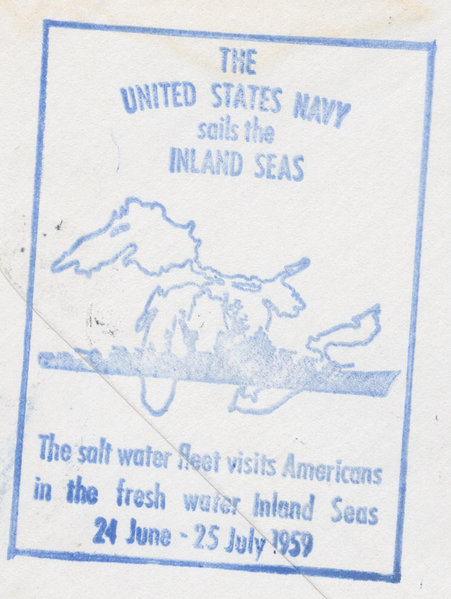 THE
UNITED STATES NAVY
sails the
INLAND SEAS
The salt water fleet visits Americans
in the fresh water Inland Seas
24 June - 25 July 1959